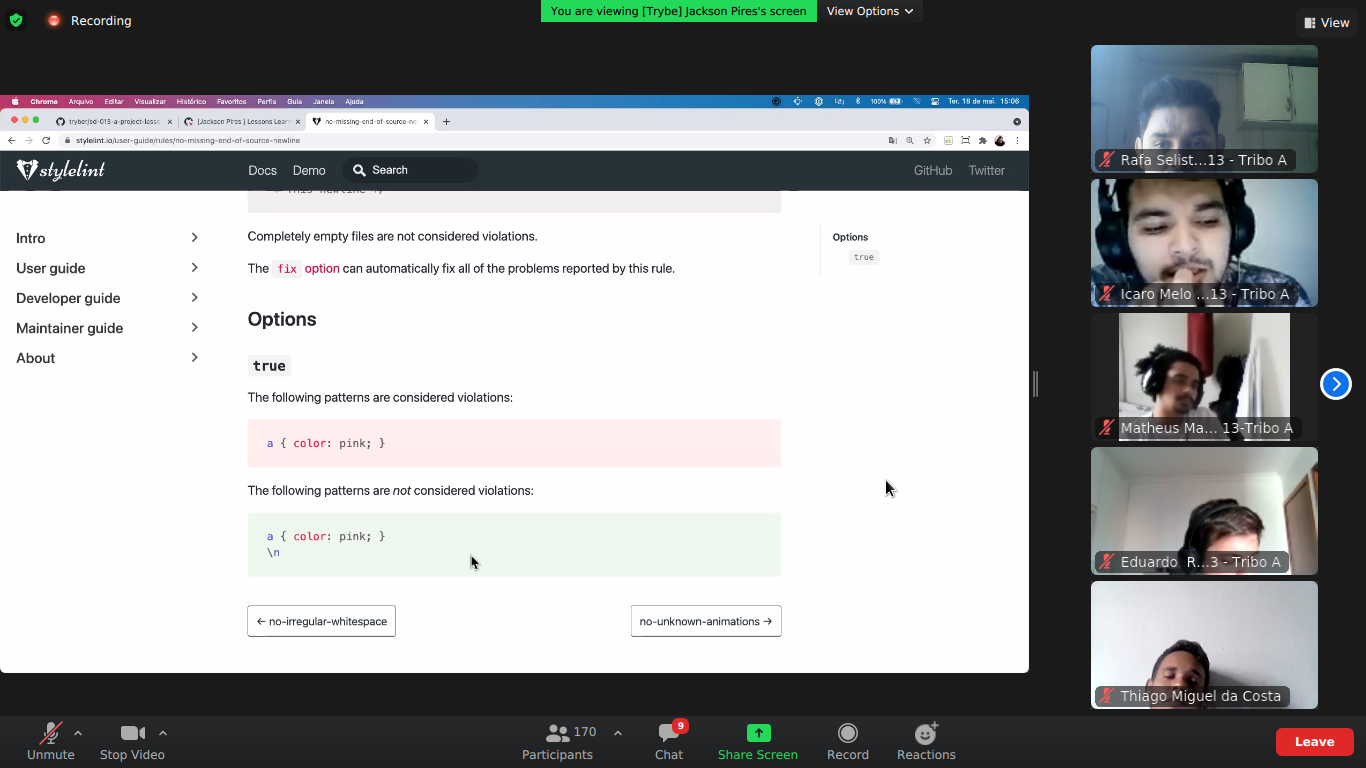 Recording
You are viewing [Trybe] Jackson Pires's screen
View Options
View
Chrome Arquivo Editar Visualizar Histórico Favoritos Perfis Guia Janela Ajuda
100% Ter. 18 de mai. 15:06
tryber/sd-013-a-project-lesso
[Jackson Pires ] Lessons Lear
no-missing-end-of-source-ne
stylelint.io/user-guide/rules/no-missing-end-of-source-newline
stylelint
Docs
Demo
Search
GitHub
Twitter
Intro
User guide
Developer guide
Maintainer guide
About
Completely empty files are not considered violations.
The fix option can automatically fix all of the problems reported by this rule.
Options
true
The following patterns are considered violations:
a { color: pink; }
The following patterns are not considered violations:
a { color: pink; }
\n
← no-irregular-whitespace
no-unknown-animations →
Options
true
Rafa Selist...13 - Tribo A
Icaro Melo ...13 - Tribo A
Matheus Ma... 13-Tribo A
Eduardo R...3 - Tribo A
Thiago Miguel da Costa
Unmute
Stop Video
170
Participants
9
Chat
Share Screen
Record
Reactions
Leave